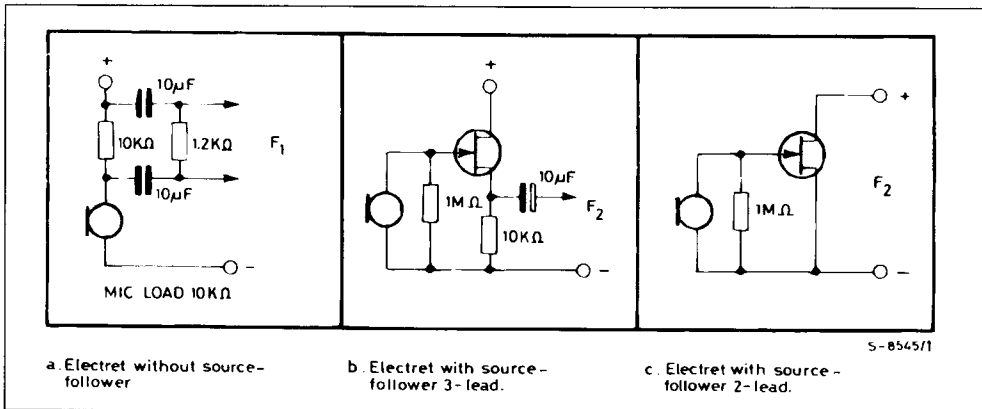 +
10µF
10KΩ
1.2KΩ
F1
10µF
-
MIC LOAD 10KΩ
+
10µF
1MΩ
F2
10KΩ
-
+
F2
1MΩ
-
S-8545/1
a. Electret without source-
follower
b. Electret with source-
follower 3-lead.
c. Electret with source-
follower 2-lead.